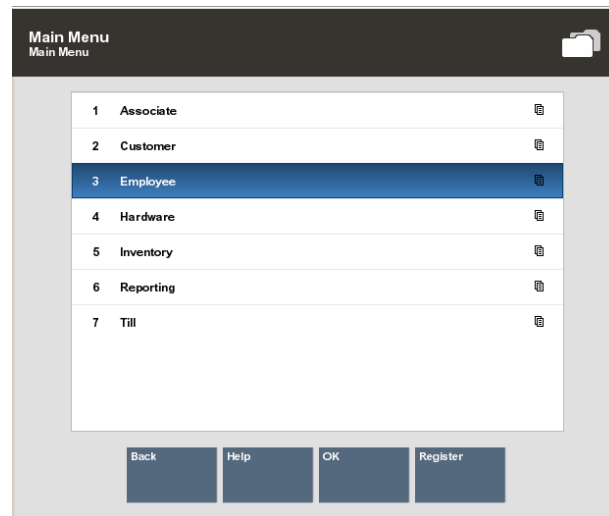 Main Menu
Main Menu
1 Associate
2 Customer
3 Employee
4 Hardware
5 Inventory
6 Reporting
7 Till
Back Help OK Register